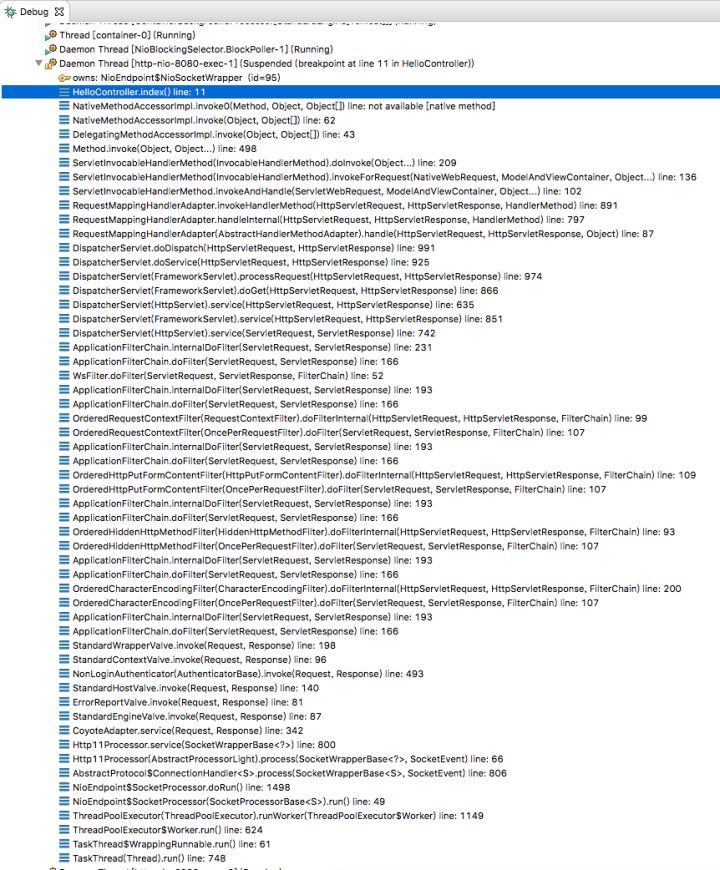 Debug
Thread [container-0] (Running)
Daemon Thread [NioBlockingSelector.BlockPoller-1] (Running)
Daemon Thread [http-nio-8080-exec-1] (Suspended (breakpoint at line 11 in HelloController))
owns: NioEndpoint$NioSocketWrapper (id=95)
HelloController.index() line: 11
NativeMethodAccessorImpl.invoke0(Method, Object, Object[]) line: not available [native method]
NativeMethodAccessorImpl.invoke(Object, Object[]) line: 62
DelegatingMethodAccessorImpl.invoke(Object, Object[]) line: 43
Method.invoke(Object, Object...) line: 498
ServletInvocableHandlerMethod(InvocableHandlerMethod).doInvoke(Object...) line: 209
ServletInvocableHandlerMethod(InvocableHandlerMethod).invokeForRequest(NativeWebRequest, ModelAndViewContainer, Object...) line: 136
ServletInvocableHandlerMethod.invokeAndHandle(ServletWebRequest, ModelAndViewContainer, Object...) line: 102
RequestMappingHandlerAdapter.invokeHandlerMethod(HttpServletRequest, HttpServletResponse, HandlerMethod) line: 891
RequestMappingHandlerAdapter.handleInternal(HttpServletRequest, HttpServletResponse, HandlerMethod) line: 797
RequestMappingHandlerAdapter(AbstractHandlerMethodAdapter).handle(HttpServletRequest, HttpServletResponse, Object) line: 87
DispatcherServlet.doDispatch(HttpServletRequest, HttpServletResponse) line: 991
DispatcherServlet.doService(HttpServletRequest, HttpServletResponse) line: 925
DispatcherServlet(FrameworkServlet).processRequest(HttpServletRequest, HttpServletResponse) line: 974
DispatcherServlet(FrameworkServlet).doGet(HttpServletRequest, HttpServletResponse) line: 866
DispatcherServlet(HttpServlet).service(HttpServletRequest, HttpServletResponse) line: 635
DispatcherServlet(FrameworkServlet).service(HttpServletRequest, HttpServletResponse) line: 851
DispatcherServlet(HttpServlet).service(ServletRequest, ServletResponse) line: 742
ApplicationFilterChain.internalDoFilter(ServletRequest, ServletResponse) line: 231
ApplicationFilterChain.doFilter(ServletRequest, ServletResponse) line: 166
WsFilter.doFilter(ServletRequest, ServletResponse, FilterChain) line: 52
ApplicationFilterChain.internalDoFilter(ServletRequest, ServletResponse) line: 193
ApplicationFilterChain.doFilter(ServletRequest, ServletResponse) line: 166
OrderedRequestContextFilter(RequestContextFilter).doFilterInternal(HttpServletRequest, HttpServletResponse, FilterChain) line: 99
OrderedRequestContextFilter(OncePerRequestFilter).doFilter(ServletRequest, ServletResponse, FilterChain) line: 107
ApplicationFilterChain.internalDoFilter(ServletRequest, ServletResponse) line: 193
ApplicationFilterChain.doFilter(ServletRequest, ServletResponse) line: 166
OrderedHttpPutFormContentFilter(HttpPutFormContentFilter).doFilterInternal(HttpServletRequest, HttpServletResponse, FilterChain) line: 109
OrderedHttpPutFormContentFilter(OncePerRequestFilter).doFilter(ServletRequest, ServletResponse, FilterChain) line: 107
ApplicationFilterChain.internalDoFilter(ServletRequest, ServletResponse) line: 193
ApplicationFilterChain.doFilter(ServletRequest, ServletResponse) line: 166
OrderedHiddenHttpMethodFilter(HiddenHttpMethodFilter).doFilterInternal(HttpServletRequest, HttpServletResponse, FilterChain) line: 93
OrderedHiddenHttpMethodFilter(OncePerRequestFilter).doFilter(ServletRequest, ServletResponse, FilterChain) line: 107
ApplicationFilterChain.internalDoFilter(ServletRequest, ServletResponse) line: 193
ApplicationFilterChain.doFilter(ServletRequest, ServletResponse) line: 166
OrderedCharacterEncodingFilter(CharacterEncodingFilter).doFilterInternal(HttpServletRequest, HttpServletResponse, FilterChain) line: 200
OrderedCharacterEncodingFilter(OncePerRequestFilter).doFilter(ServletRequest, ServletResponse, FilterChain) line: 107
ApplicationFilterChain.internalDoFilter(ServletRequest, ServletResponse) line: 193
ApplicationFilterChain.doFilter(ServletRequest, ServletResponse) line: 166
StandardWrapperValve.invoke(Request, Response) line: 198
StandardContextValve.invoke(Request, Response) line: 96
NonLoginAuthenticator(AuthenticatorBase).invoke(Request, Response) line: 493
StandardHostValve.invoke(Request, Response) line: 140
ErrorReportValve.invoke(Request, Response) line: 81
StandardEngineValve.invoke(Request, Response) line: 87
CoyoteAdapter.service(Request, Response) line: 342
Http11Processor.service(SocketWrapperBase<?>) line: 800
Http11Processor(AbstractProcessorLight).process(SocketWrapperBase<?>, SocketEvent) line: 66
AbstractProtocol$ConnectionHandler<S>.process(SocketWrapperBase<S>, SocketEvent) line: 806
NioEndpoint$SocketProcessor.doRun() line: 1498
NioEndpoint$SocketProcessor(SocketProcessorBase<S>).run() line: 49
ThreadPoolExecutor(ThreadPoolExecutor).runWorker(ThreadPoolExecutor$Worker) line: 1149
ThreadPoolExecutor$Worker.run() line: 624
TaskThread$WrappingRunnable.run() line: 61
TaskThread(Thread).run() line: 748